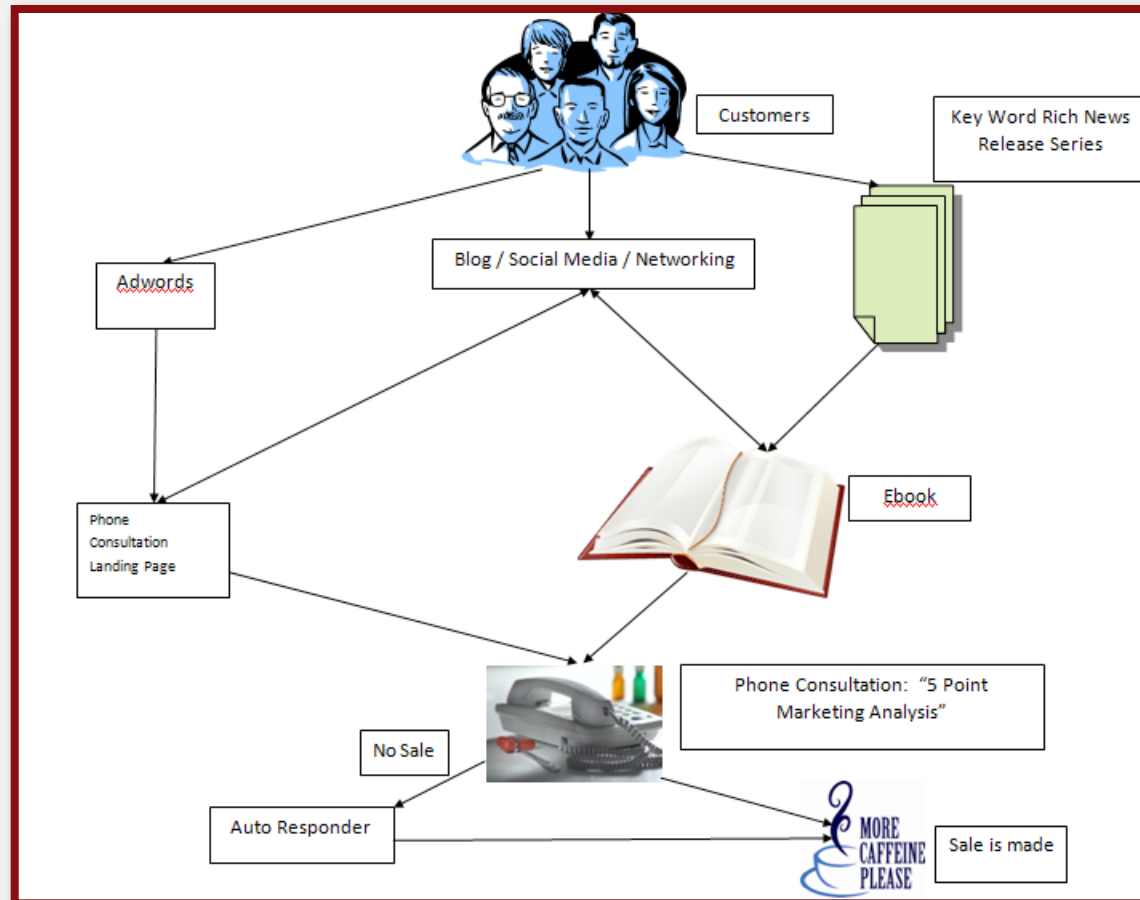 Customers
Key Word Rich News
Release Series
Adwords
Blog / Social Media / Networking
Ebook
Phone
Consultation
Landing Page
Phone Consultation:  “5 Point
Marketing Analysis”
No Sale
Auto Responder
MORE
CAFFEINE
PLEASE
Sale is made